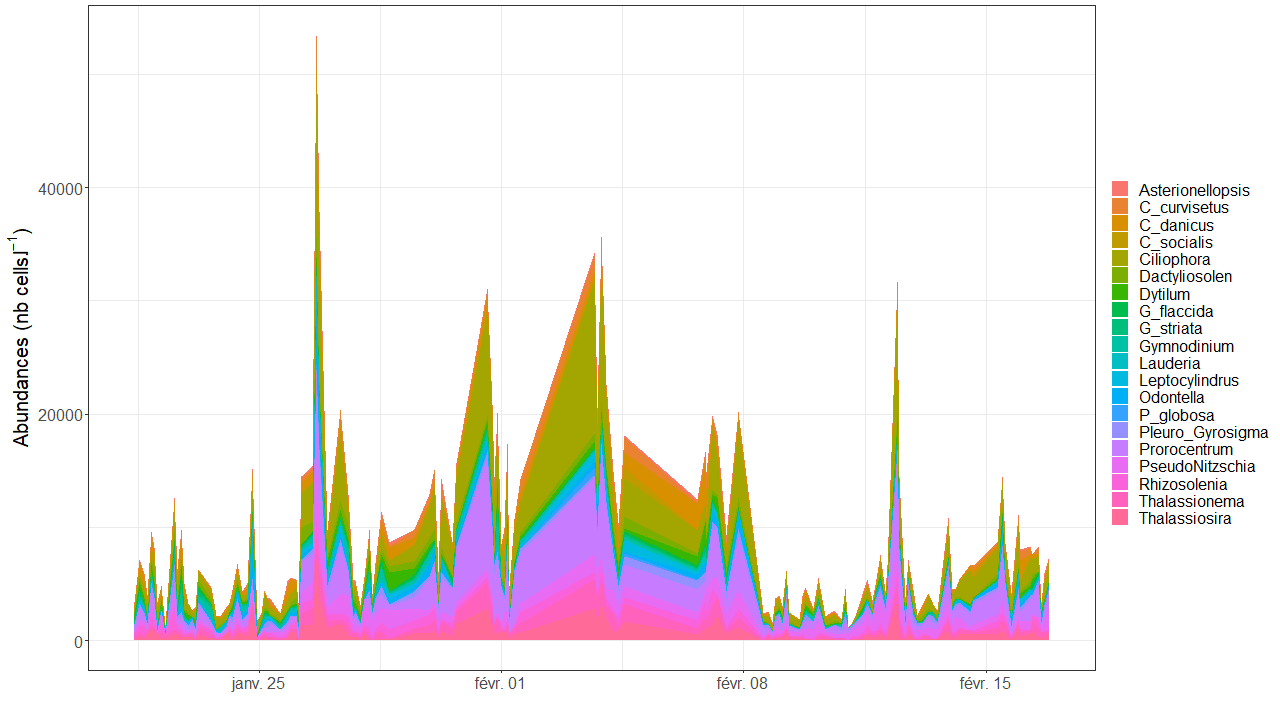 Abundances (nb cells.l⁻¹)
40000
20000
0
janv. 25
févr. 01
févr. 08
févr. 15
Asterionellopsis
C_curvisetus
C_danicus
C_socialis
Ciliophora
Dactyliosolen
Dytilum
G_flaccida
G_striata
Gymnodinium
Lauderia
Leptocylindrus
Odontella
P_globosa
Pleuro_Gyrosigma
Prorocentrum
PseudoNitzschia
Rhizosolenia
Thalassionema
Thalassiosira